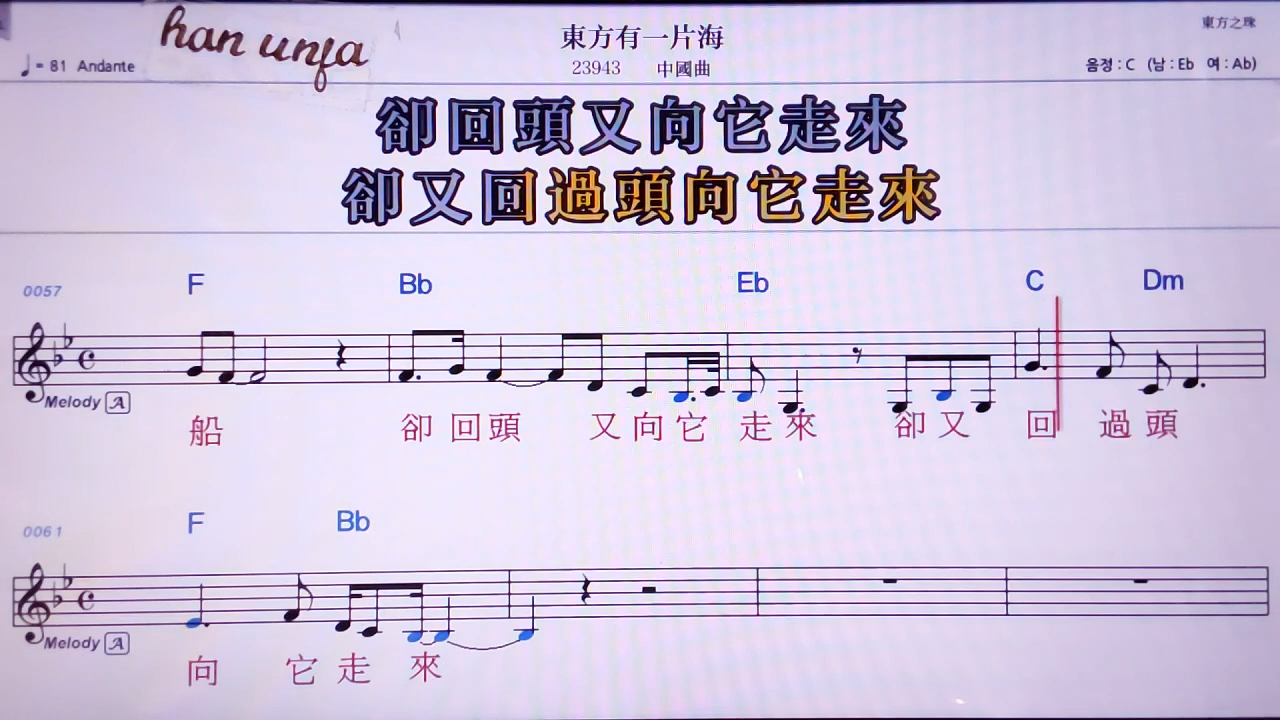 han unfa
東方有一片海
東方之珠
♩= 81 Andante
23943 中國曲
음정 : C (남 : Eb 여 : Ab)
卻回頭又向它走來
卻又回過頭向它走來
0057
F Bb Eb C Dm
Melody A
船 卻回頭 又向它 走來 卻又 回 過頭
0061
F Bb
Melody A
向 它走 來